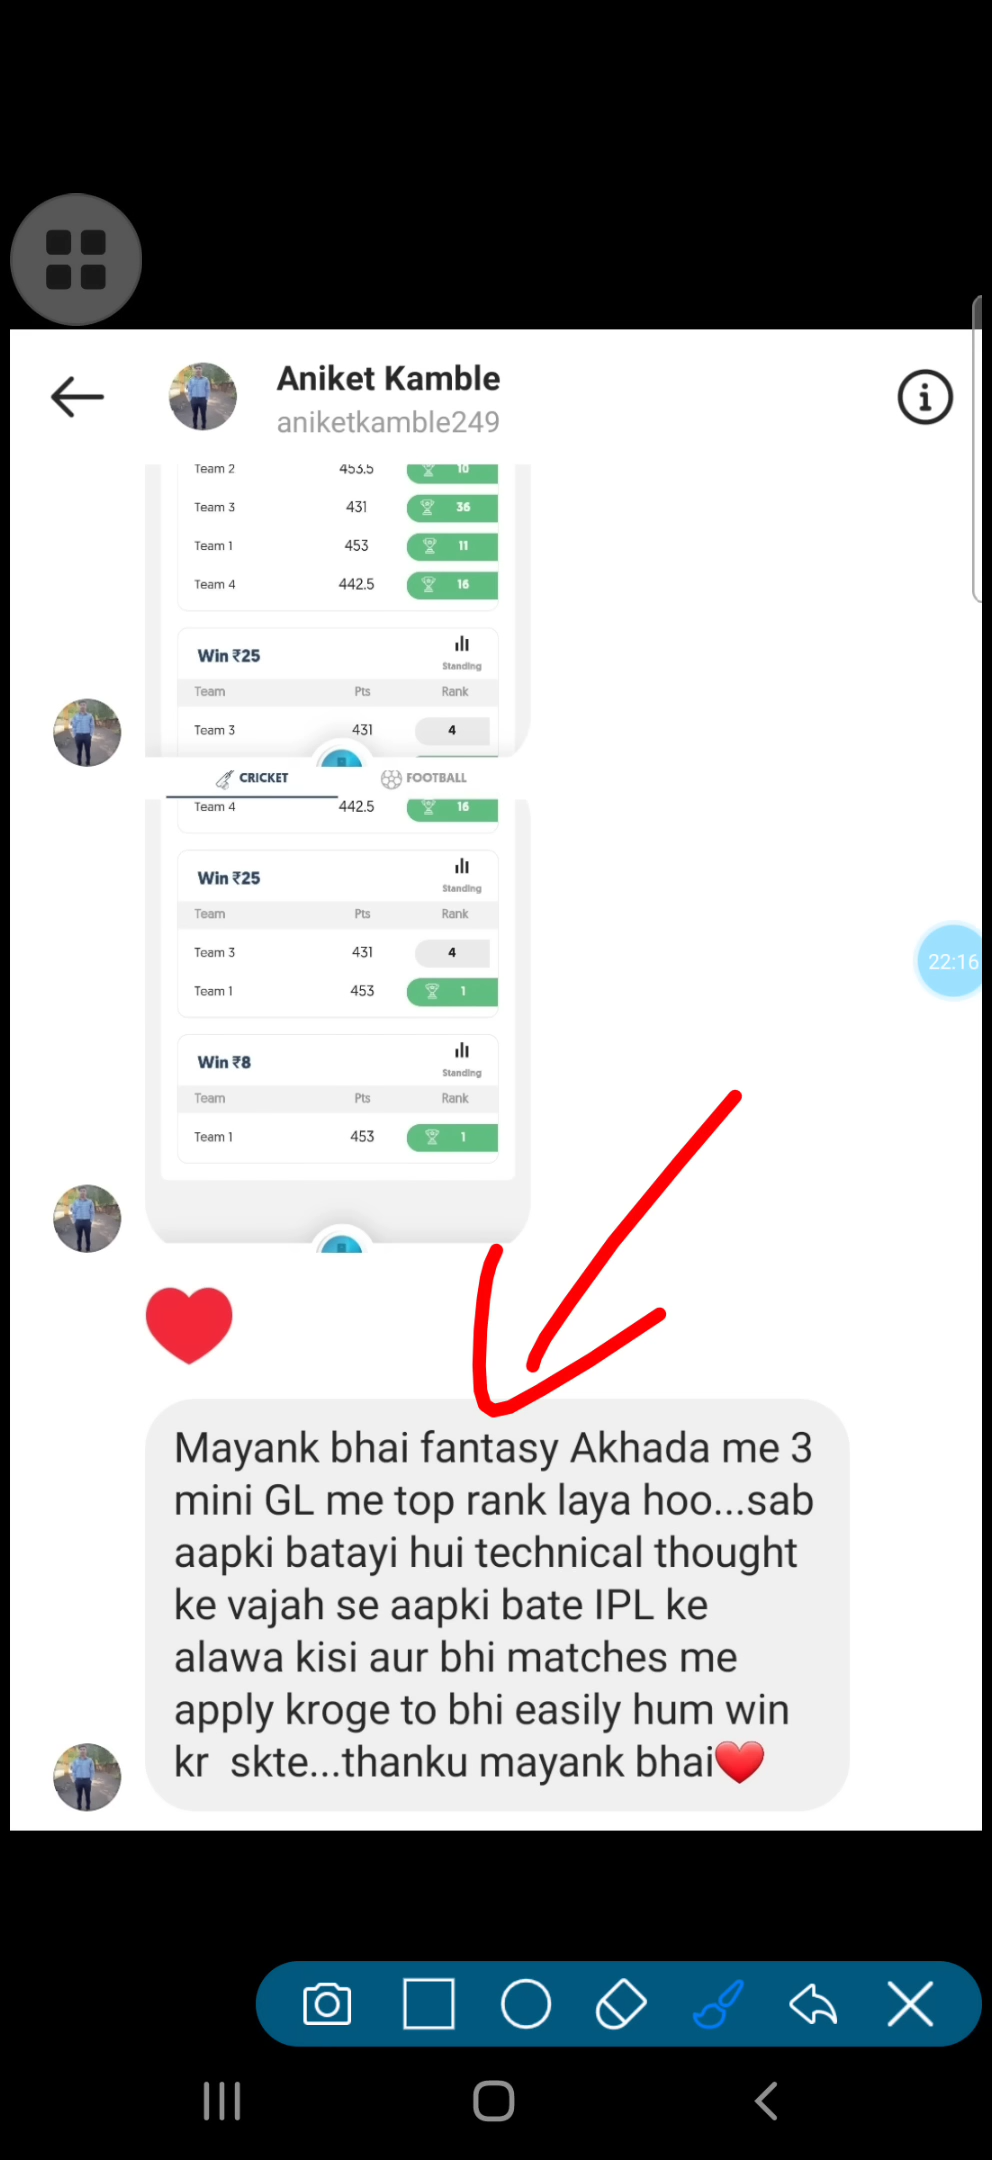 Aniket Kamble
aniketkamble249
Team 2 453.5 10
Team 3 431 36
Team 1 453 11
Team 4 442.5 16
Win ₹25
Standing
Team Pts Rank
Team 3 431 4
CRICKET FOOTBALL
Team 4 442.5 16
Win ₹25
Standing
Team Pts Rank
Team 3 431 4
Team 1 453 1
22:16
Win ₹8
Standing
Team Pts Rank
Team 1 453 1
Mayank bhai fantasy Akhada me 3
mini GL me top rank laya hoo...sab
aapki batayi hui technical thought
ke vajah se aapki bate IPL ke
alawa kisi aur bhi matches me
apply kroge to bhi easily hum win
kr  skte...thanku mayank bhai❤️